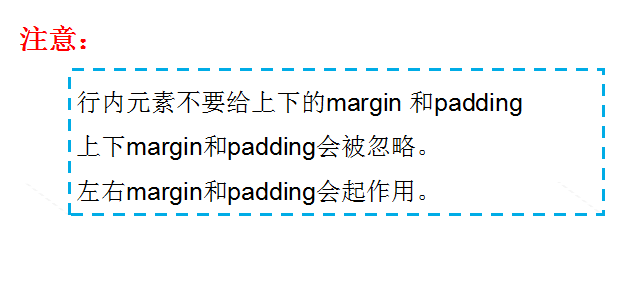 注意：
行内元素不要给上下的margin 和padding
上下margin和padding会被忽略。
左右margin和padding会起作用。